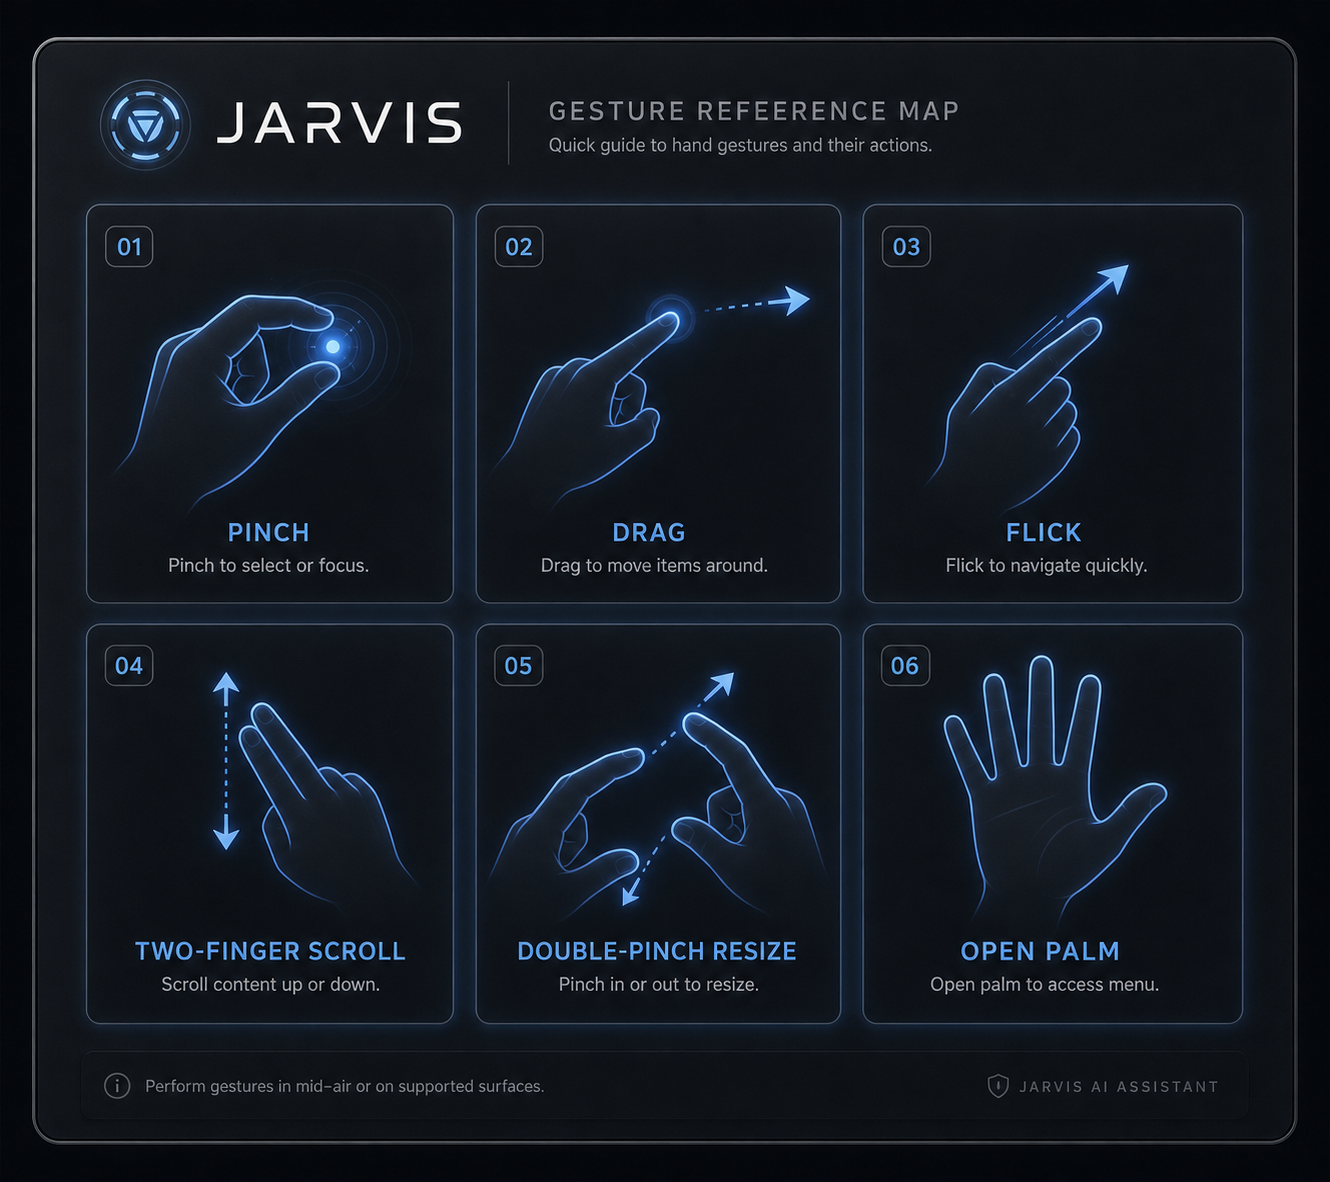 JARVIS
GESTURE REFEERENCE MAP
Quick guide to hand gestures and their actions.
01
PINCH
Pinch to select or focus.
02
DRAG
Drag to move items around.
03
FLICK
Flick to navigate quickly.
04
TWO-FINGER SCROLL
Scroll content up or down.
05
DOUBLE-PINCH RESIZE
Pinch in or out to resize.
06
OPEN PALM
Open palm to access menu.
Perform gestures in mid-air or on supported surfaces.
JARVIS AI ASSISTANT